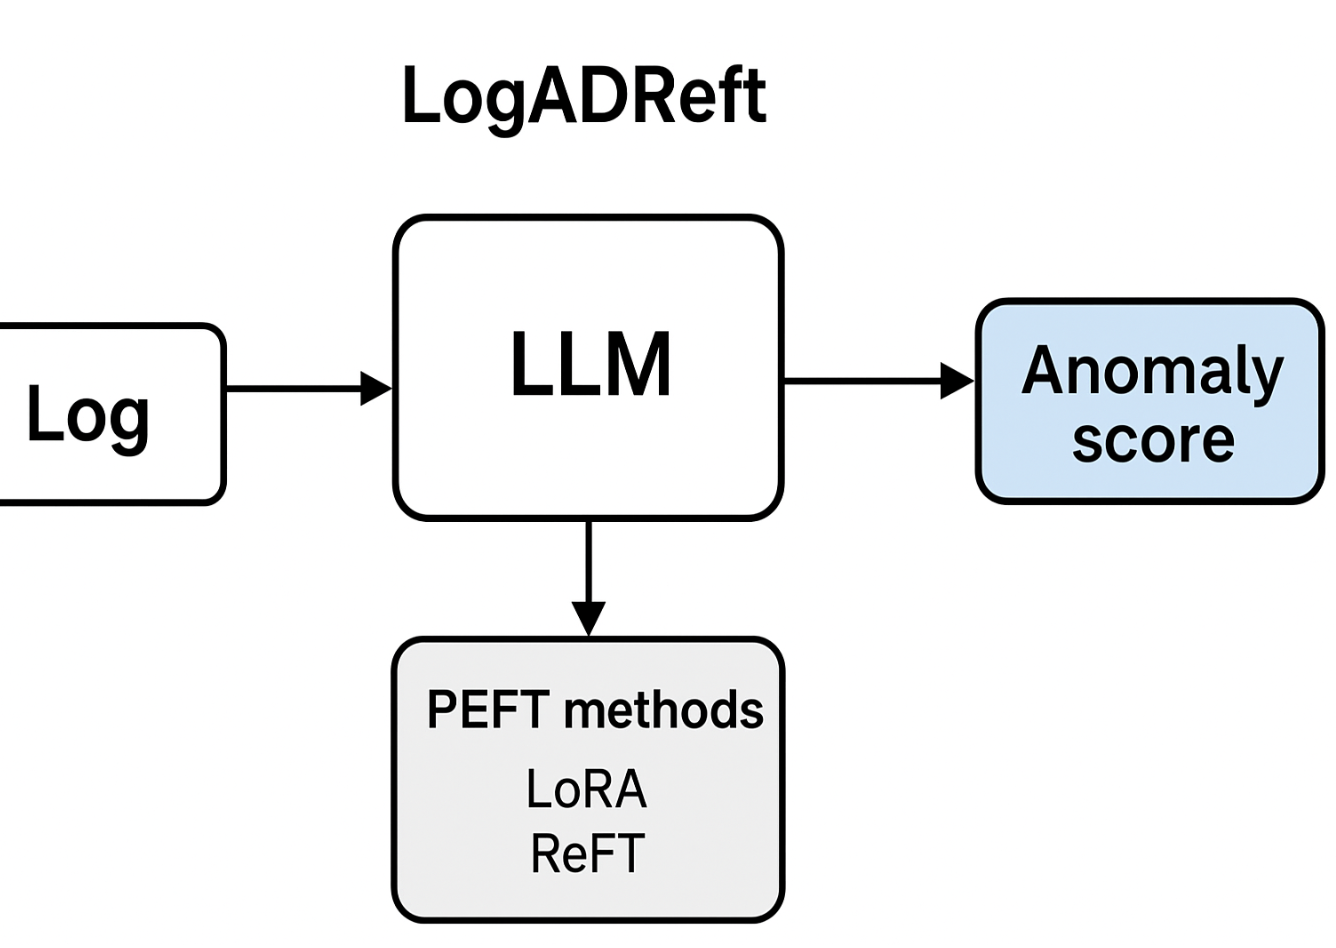 LogADReft
Log
LLM
Anomaly
score
PEFT methods
LoRA
ReFT